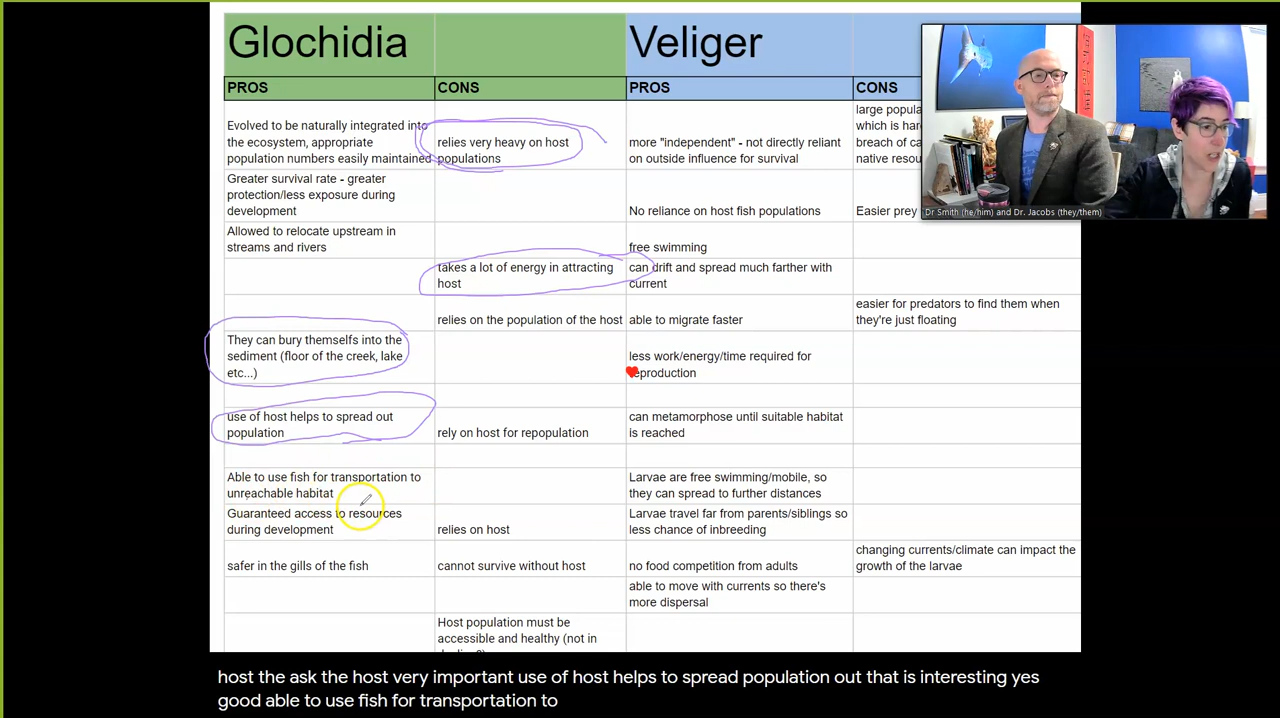 Glochidia Veliger
PROS CONS PROS CONS
Evolved to be naturally integrated into
the ecosystem, appropriate
population numbers easily maintained
relies very heavy on host
populations
more "independent" - not directly reliant
on outside influence for survival
large popula
which is har
breach of ca
native resou
Greater survival rate - greater
protection/less exposure during
development
No reliance on host fish populations
Easier prey
Allowed to relocate upstream in
streams and rivers
free swimming
takes a lot of energy in attracting
host
can drift and spread much farther with
current
relies on the population of the host
able to migrate faster
easier for predators to find them when
they're just floating
They can bury themselfs into the
sediment (floor of the creek, lake
etc...)
less work/energy/time required for
reproduction
use of host helps to spread out
population
rely on host for repopulation
can metamorphose until suitable habitat
is reached
Able to use fish for transportation to
unreachable habitat
Larvae are free swimming/mobile, so
they can spread to further distances
Guaranteed access to resources
during development
relies on host
Larvae travel far from parents/siblings so
less chance of inbreeding
safer in the gills of the fish
cannot survive without host
no food competition from adults
changing currents/climate can impact the
growth of the larvae
able to move with currents so there's
more dispersal
Host population must be
accessible and healthy (not in
Dr Smith (he/him) and Dr. Jacobs (they/them)
host the ask the host very important use of host helps to spread population out that is interesting yes
good able to use fish for transportation to